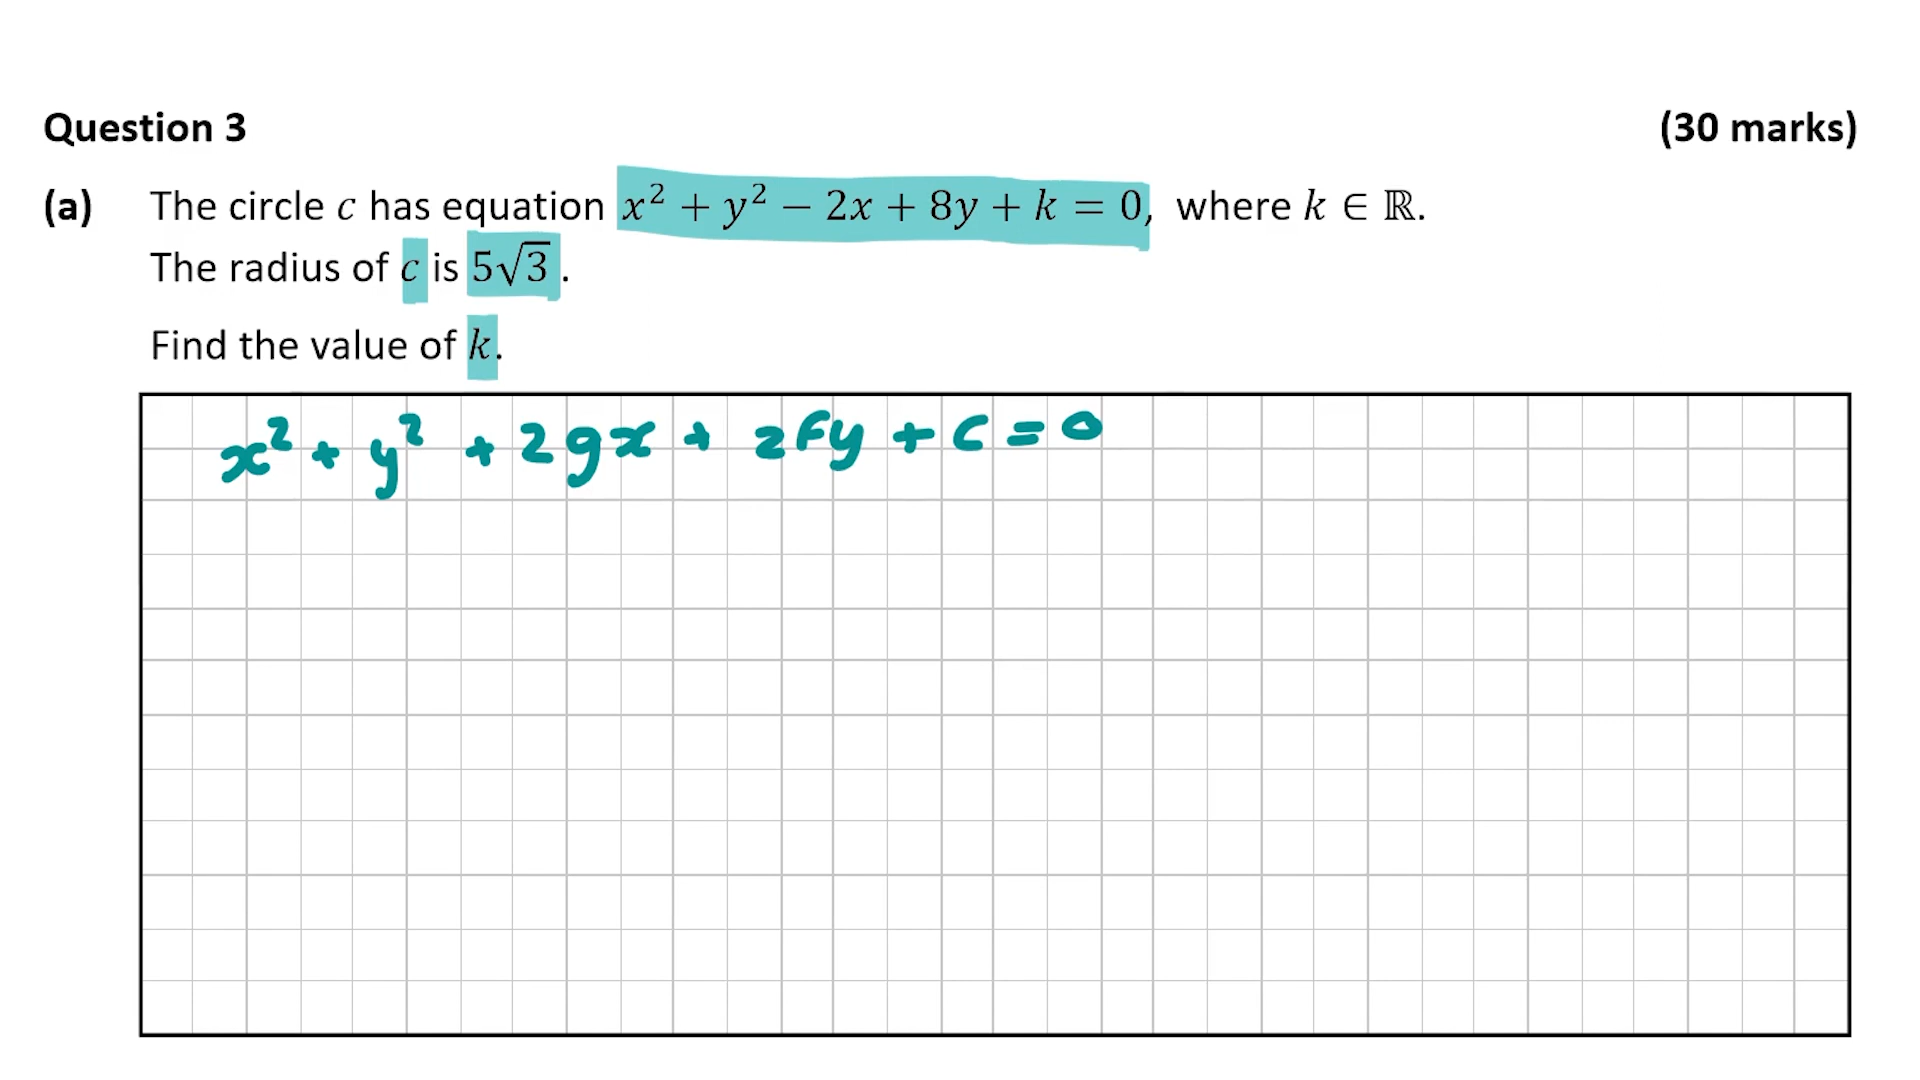 Question 3 (30 marks)
(a) The circle c has equation x² + y² − 2x + 8y + k = 0, where k ∈ ℝ.
The radius of c is 5√3 .
Find the value of k.
x² + y² + 2gx + 2fy + c = 0